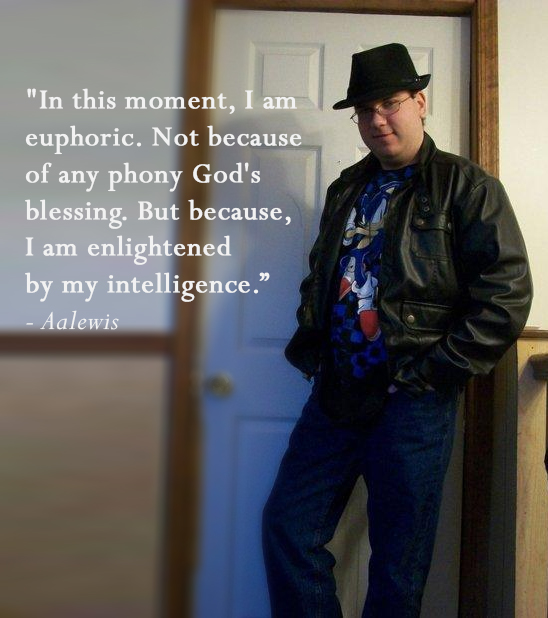 "In this moment, I am
euphoric. Not because
of any phony God's
blessing. But because,
I am enlightened
by my intelligence.”
- Aalewis